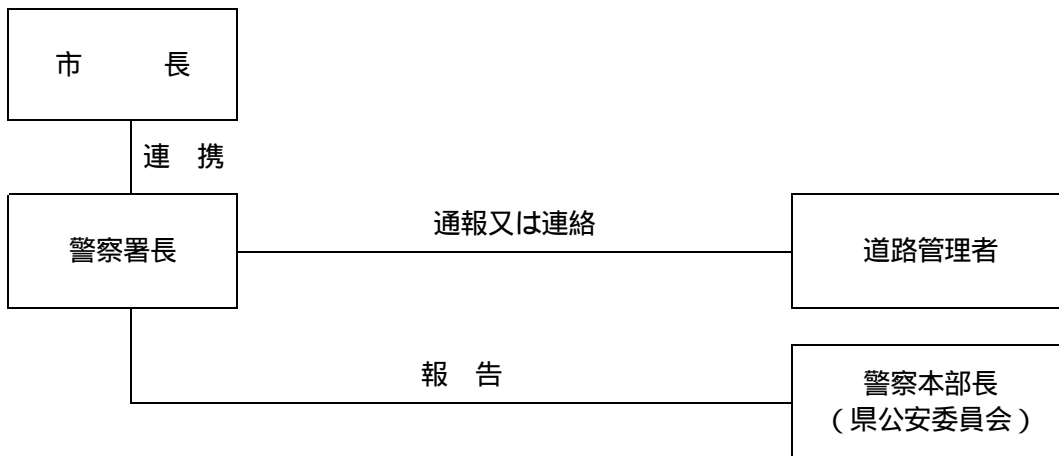 市　　　長
連　携
警察署長
通報又は連絡
道路管理者
報　告
警察本部長
（県公安委員会）